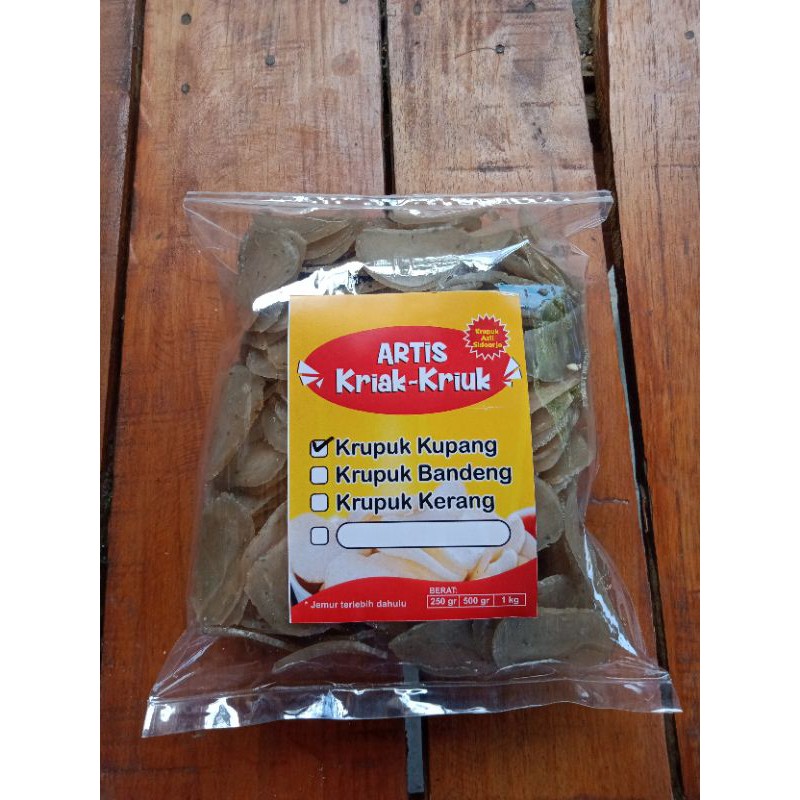 Krupuk
Asli
Sidoarjo
ARTIS
Kriak-Kriuk
Krupuk Kupang
Krupuk Bandeng
Krupuk Kerang
* Jemur terlebih dahulu
BERAT:
250 gr 500 gr 1 kg